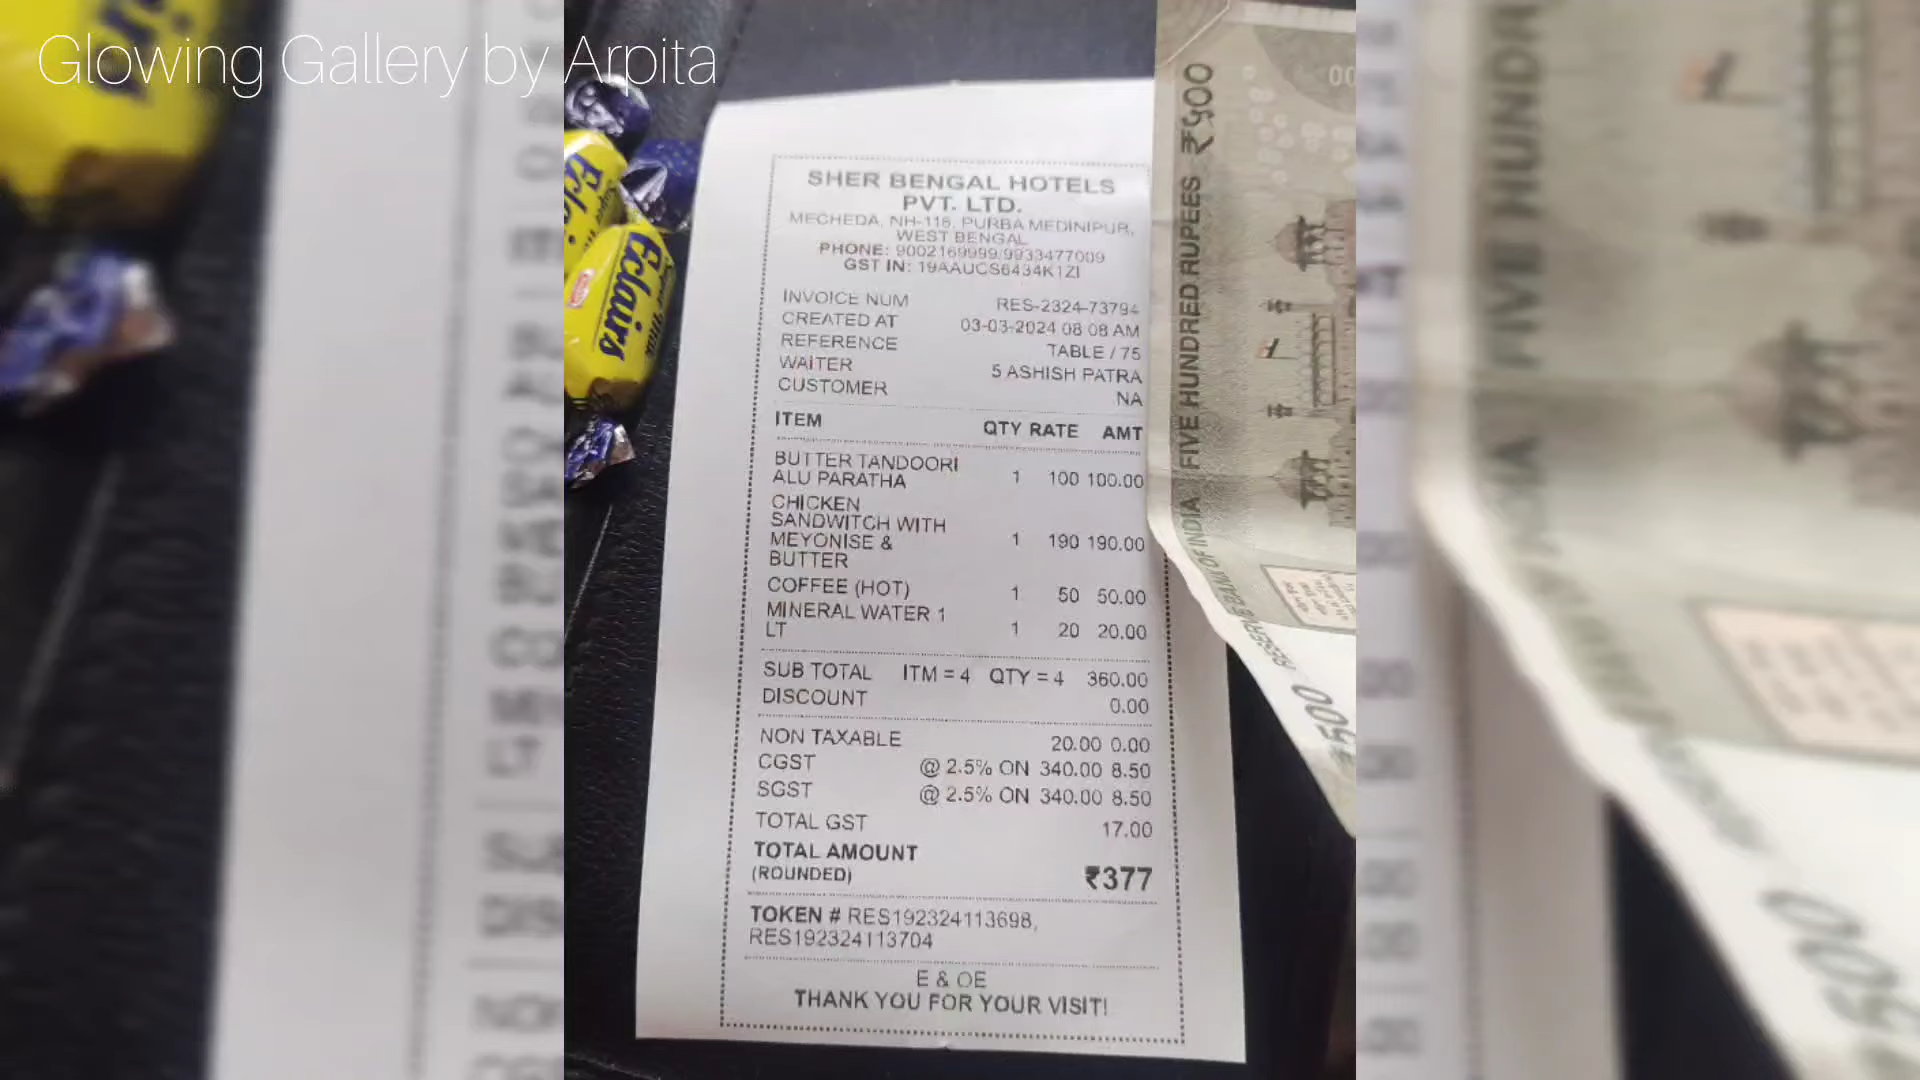 Glowing Gallery by Arpita
SHER BENGAL HOTELS
PVT. LTD.
MECHEDA, NH-116, PURBA MEDINIPUR,
WEST BENGAL
PHONE: 9002169999/9933477009
GST IN: 19AAUCS6434K1ZI
INVOICE NUM RES-2324-73794
CREATED AT 03-03-2024 08:08 AM
REFERENCE TABLE / 75
WAITER 5 ASHISH PATRA
CUSTOMER NA
ITEM QTY RATE AMT
BUTTER TANDOORI
ALU PARATHA 1 100 100.00
CHICKEN
SANDWITCH WITH
MEYONISE & 1 190 190.00
BUTTER
COFFEE (HOT) 1 50 50.00
MINERAL WATER 1
LT 1 20 20.00
SUB TOTAL ITM = 4 QTY = 4 360.00
DISCOUNT 0.00
NON TAXABLE 20.00 0.00
CGST @ 2.5% ON 340.00 8.50
SGST @ 2.5% ON 340.00 8.50
TOTAL GST 17.00
TOTAL AMOUNT
(ROUNDED) ₹377
TOKEN # RES192324113698,
RES192324113704
E & OE
THANK YOU FOR YOUR VISIT!
Eclairs
FIVE HUNDRED RUPEES ₹५००
RESERVE BANK OF INDIA
₹500